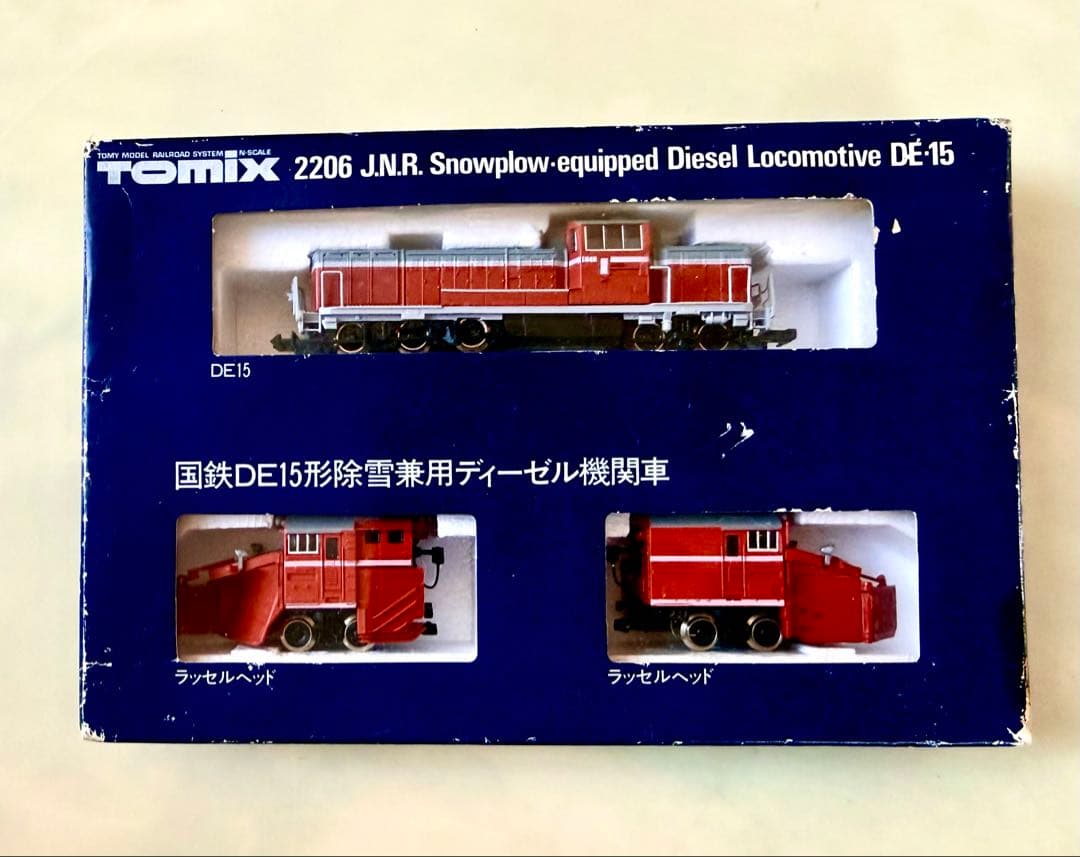 TOMY MODEL RAILROAD SYSTEM N-SCALE
TOMIX 2206 J.N.R. Snowplow-equipped Diesel Locomotive DE-15
DE15
国鉄DE15形除雪兼用ディーゼル機関車
ラッセルヘッド
ラッセルヘッド